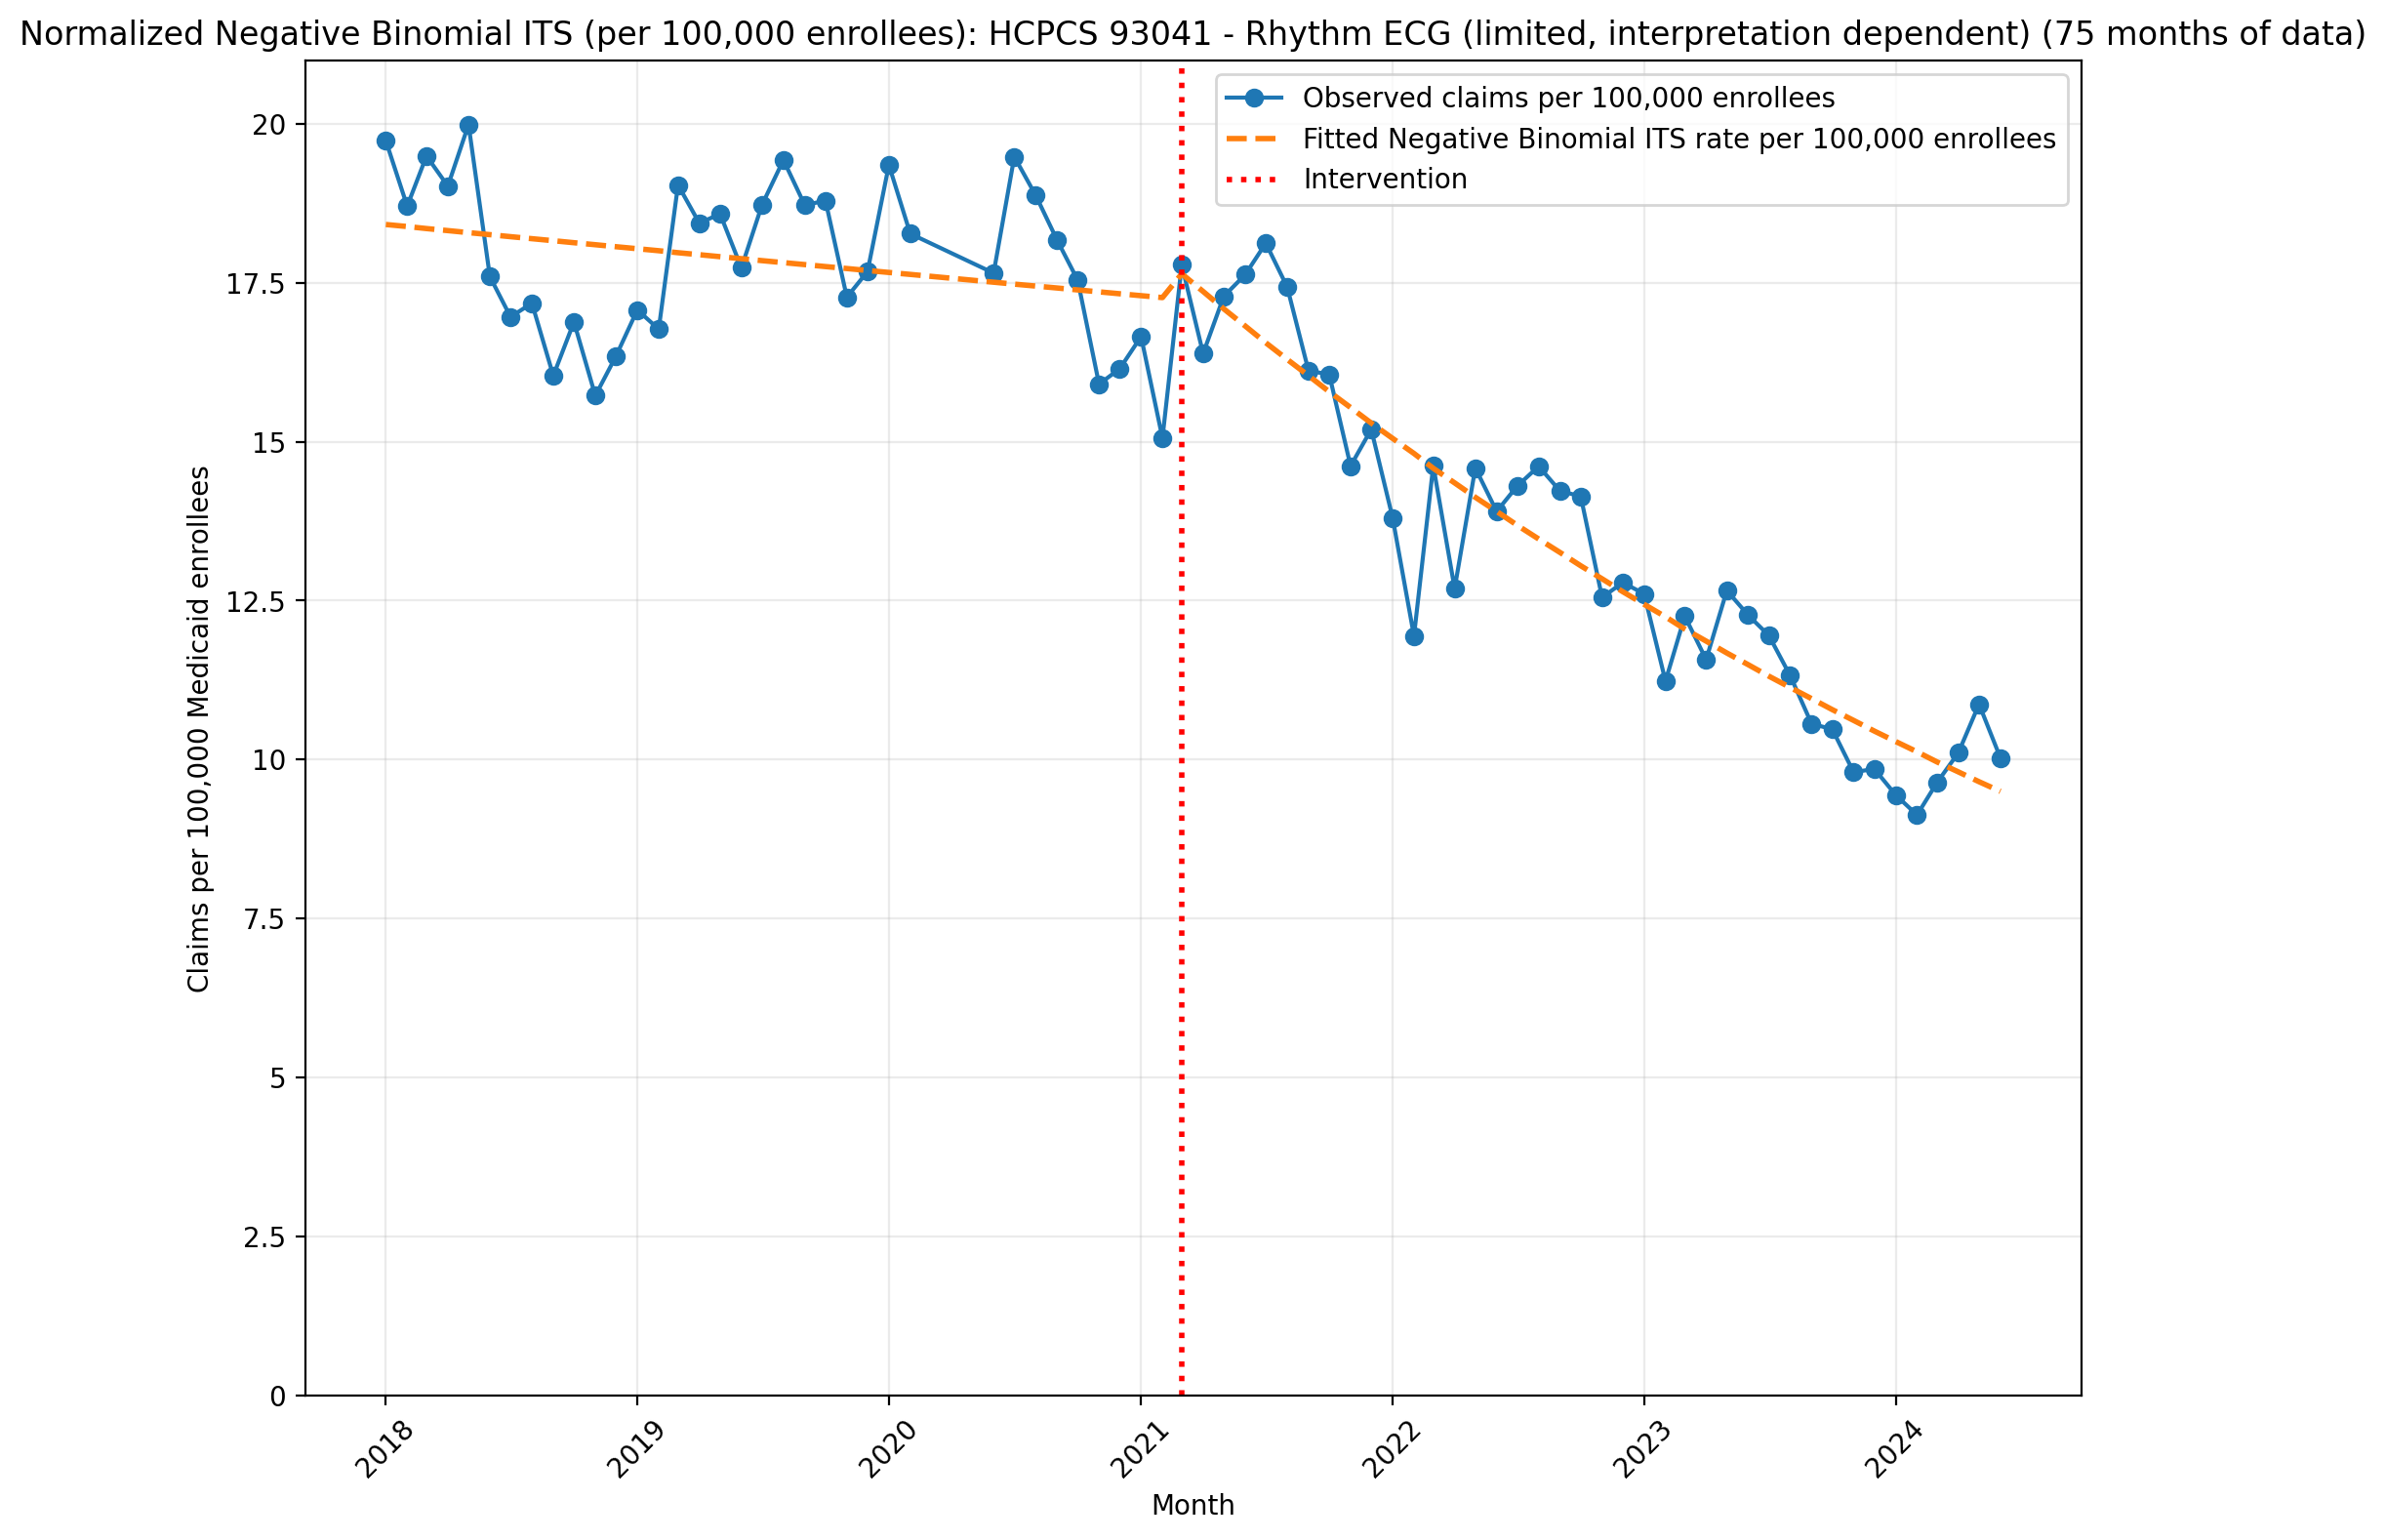 Normalized Negative Binomial ITS (per 100,000 enrollees): HCPCS 93041 - Rhythm ECG (limited, interpretation dependent) (75 months of data)
Observed claims per 100,000 enrollees
Fitted Negative Binomial ITS rate per 100,000 enrollees
Intervention
Claims per 100,000 Medicaid enrollees
20
17.5
15
12.5
10
7.5
5
2.5
0
2018
2019
2020
2021
2022
2023
2024
Month